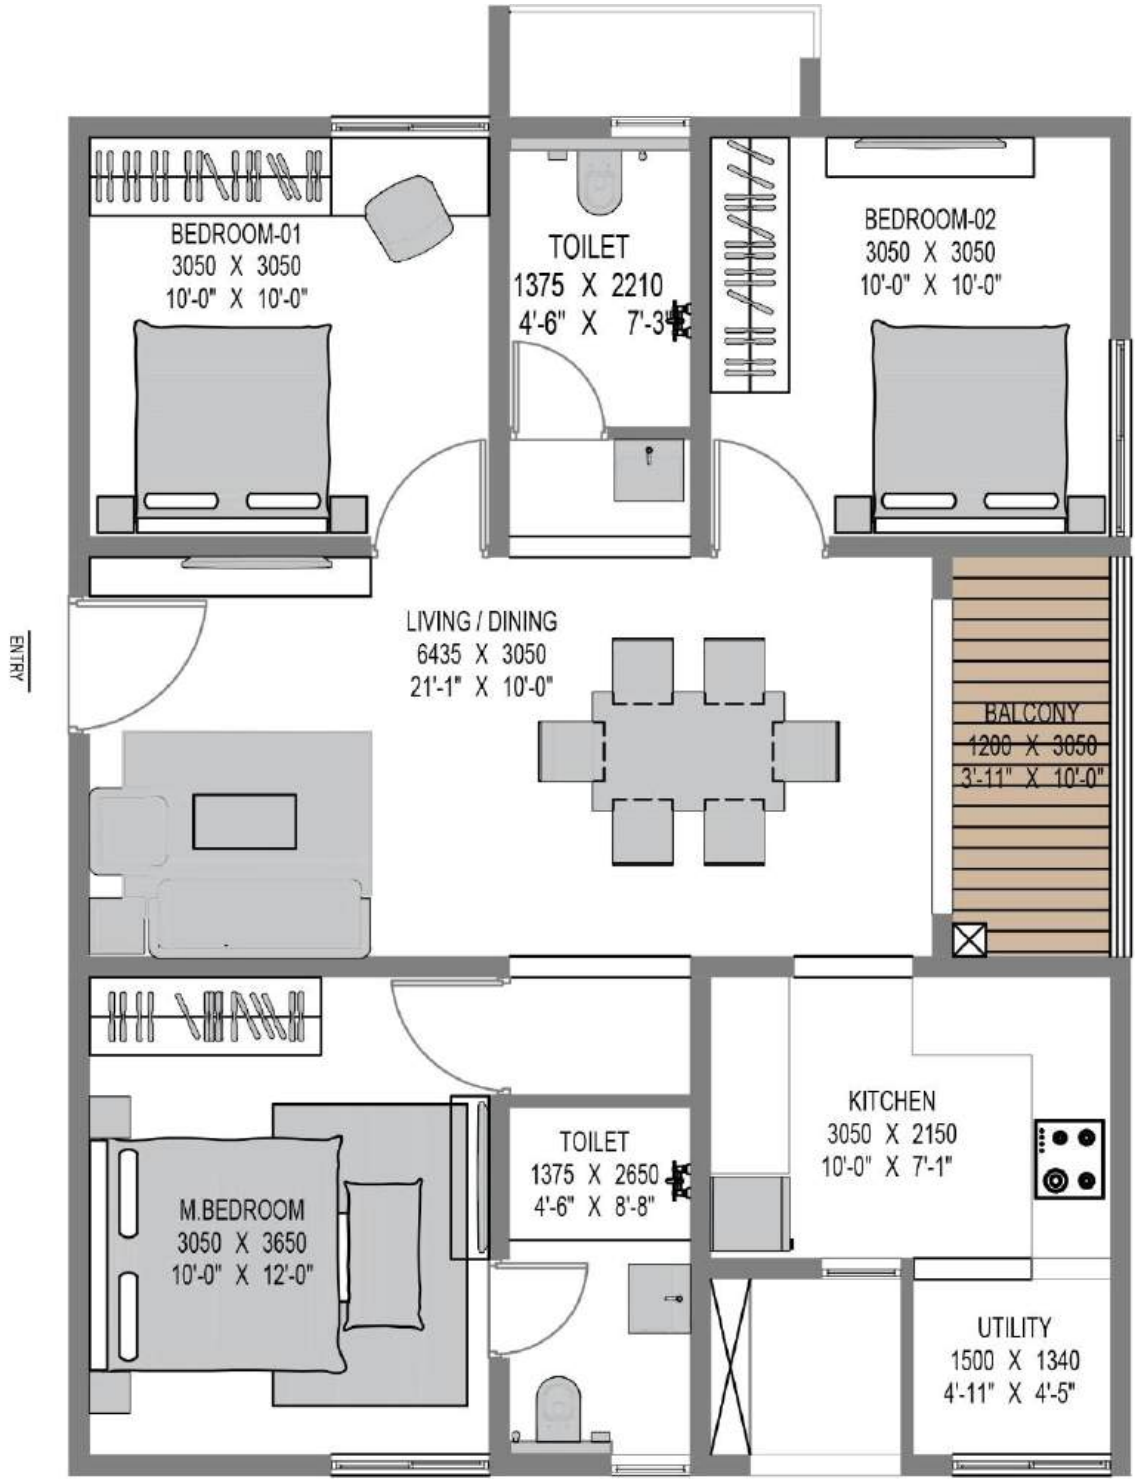 BEDROOM-01
3050 X 3050
10'-0" X 10'-0"
TOILET
1375 X 2210
4'-6" X 7'-3"
BEDROOM-02
3050 X 3050
10'-0" X 10'-0"
ENTRY
LIVING / DINING
6435 X 3050
21'-1" X 10'-0"
BALCONY
1200 X 3050
3'-11" X 10'-0"
M.BEDROOM
3050 X 3650
10'-0" X 12'-0"
TOILET
1375 X 2650
4'-6" X 8'-8"
KITCHEN
3050 X 2150
10'-0" X 7'-1"
UTILITY
1500 X 1340
4'-11" X 4'-5"